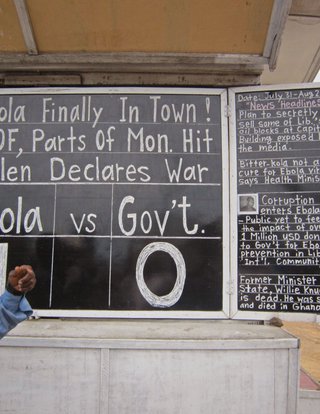 ola Finally In Town!
OF, Parts Of Mon. Hit
len Declares War
ola vs Gov't.
0
Date: July 31-Aug 2
"News Headlines
Plan to secretly
sell some of Lib.
oil blocks at Capit
Building exposed
the media.
Bitter-kola not a
cure for Ebola vir
says Health Minis
Corruption
enters Ebola
- Public yet to fee
the impact of ov
1 Million usd don
to Gov't for Ebo
prevention in Lib
Int'l. Communit
Former Minister
State, Willie Knu
is dead. He was s
and died in Ghana